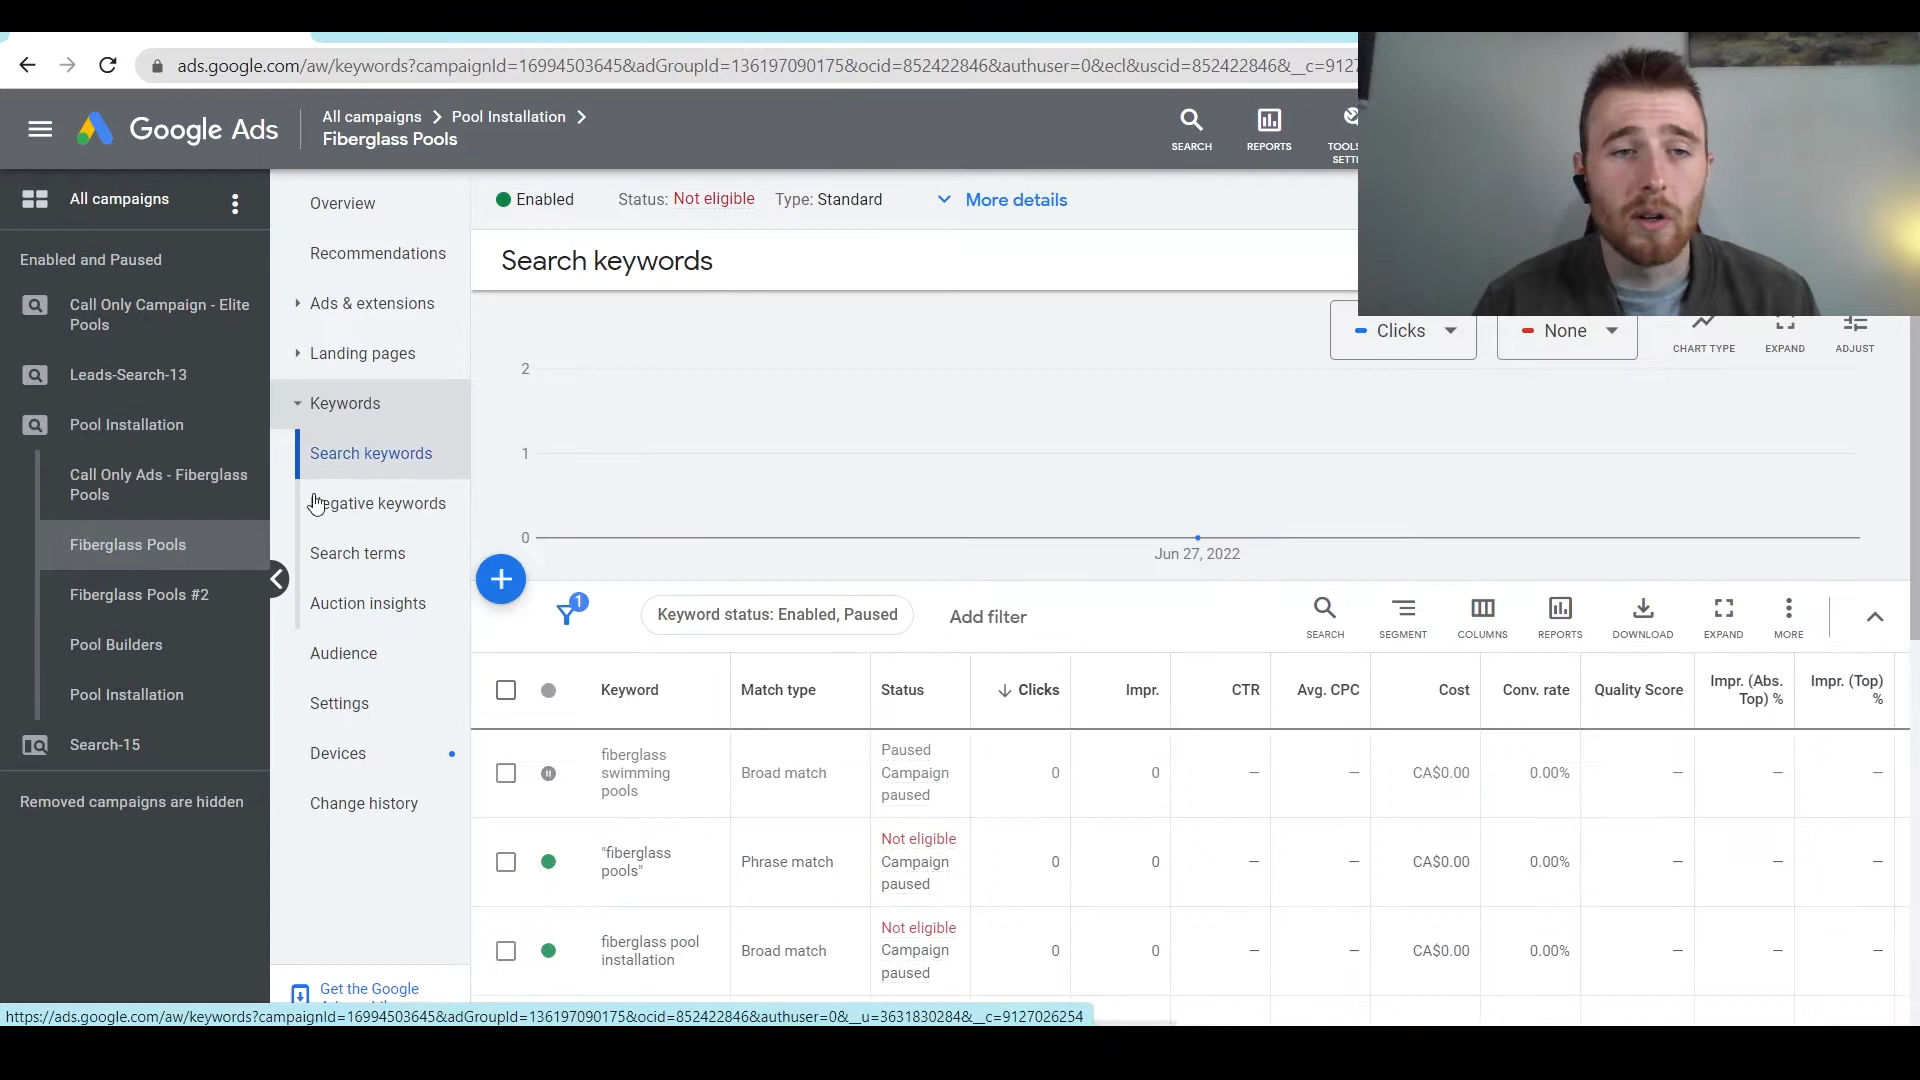 ads.google.com/aw/keywords?campaignId=16994503645&adGroupId=136197090175&ocid=852422846&authuser=0&ecl&uscid=852422846&__c=9127
Google Ads
All campaigns > Pool Installation >
Fiberglass Pools
SEARCH
REPORTS
TOOLS
SETT
All campaigns
Enabled and Paused
Call Only Campaign - Elite
Pools
Leads-Search-13
Pool Installation
Call Only Ads - Fiberglass
Pools
Fiberglass Pools
Fiberglass Pools #2
Pool Builders
Pool Installation
Search-15
Removed campaigns are hidden
Overview
Recommendations
Ads & extensions
Landing pages
Keywords
Search keywords
egative keywords
Search terms
Auction insights
Audience
Settings
Devices
Change history
Get the Google
Enabled Status: Not eligible Type: Standard More details
Search keywords
Clicks
None
CHART TYPE
EXPAND
ADJUST
2
1
0
Jun 27, 2022
1
Keyword status: Enabled, Paused
Add filter
SEARCH
SEGMENT
COLUMNS
REPORTS
DOWNLOAD
EXPAND
MORE
Keyword Match type Status Clicks Impr. CTR Avg. CPC Cost Conv. rate Quality Score Impr. (Abs. Top) % Impr. (Top) %
fiberglass swimming pools Broad match Paused Campaign paused 0 0 – – CA$0.00 0.00% – – –
"fiberglass pools" Phrase match Not eligible Campaign paused 0 0 – – CA$0.00 0.00% – – –
fiberglass pool installation Broad match Not eligible Campaign paused 0 0 – – CA$0.00 0.00% – – –
https://ads.google.com/aw/keywords?campaignId=16994503645&adGroupId=136197090175&ocid=852422846&authuser=0&__u=3631830284&__c=9127026254